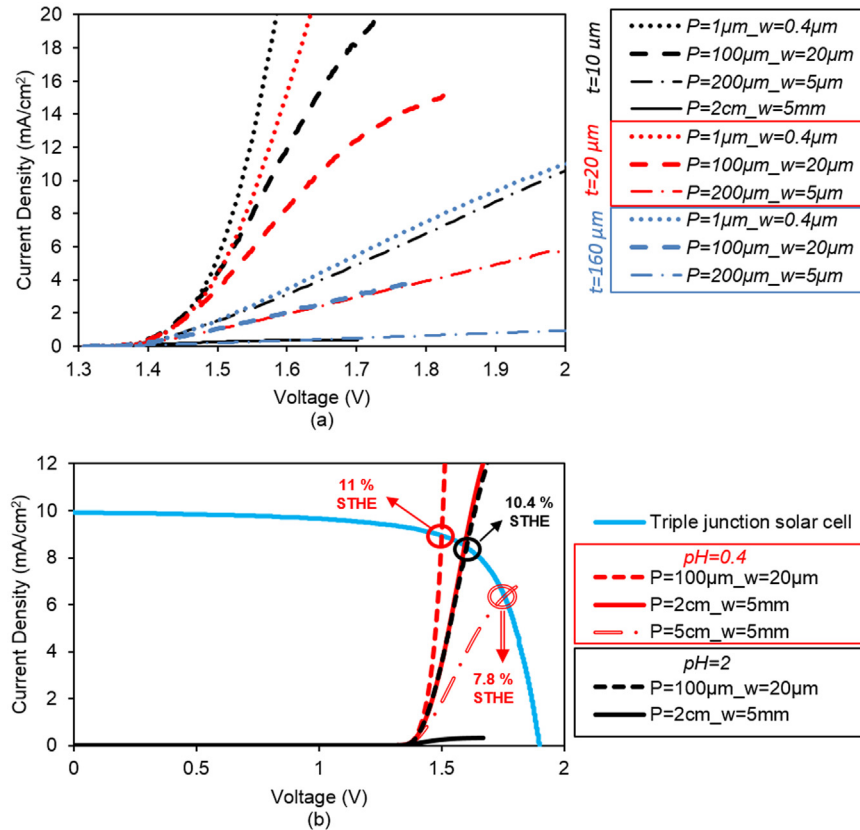 20
18
16
14
12
10
8
6
4
2
0
Current Density (mA/cm²)
1.3 1.4 1.5 1.6 1.7 1.8 1.9 2
Voltage (V)
(a)
t=10 µm
P=1µm_w=0.4µm
P=100µm_w=20µm
P=200µm_w=5µm
P=2cm_w=5mm
t=20 µm
P=1µm_w=0.4µm
P=100µm_w=20µm
P=200µm_w=5µm
t=160 µm
P=1µm_w=0.4µm
P=100µm_w=20µm
P=200µm_w=5µm
12
10
8
6
4
2
0
Current Density (mA/cm²)
11 %
STHE
10.4 %
STHE
7.8 %
STHE
0 0.5 1 1.5 2
Voltage (V)
(b)
Triple junction solar cell
pH=0.4
P=100µm_w=20µm
P=2cm_w=5mm
P=5cm_w=5mm
pH=2
P=100µm_w=20µm
P=2cm_w=5mm